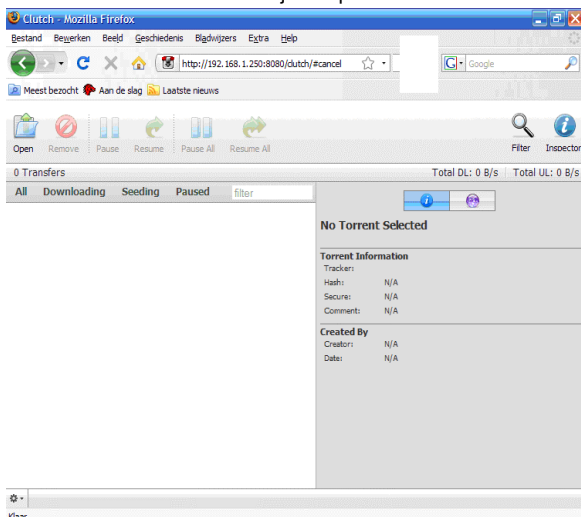 Clutch - Mozilla Firefox
Bestand Bewerken Beeld Geschiedenis Bladwijzers Extra Help
http://192.168.1.250:8080/clutch/#cancel
G Google
Meest bezocht Aan de slag Laatste nieuws
Open Remove Pause Resume Pause All Resume All Filter Inspector
0 Transfers Total DL: 0 B/s Total UL: 0 B/s
All Downloading Seeding Paused filter
No Torrent Selected
Torrent Information
Tracker:
Hash: N/A
Secure: N/A
Comment: N/A
Created By
Creator: N/A
Date: N/A
Klaar